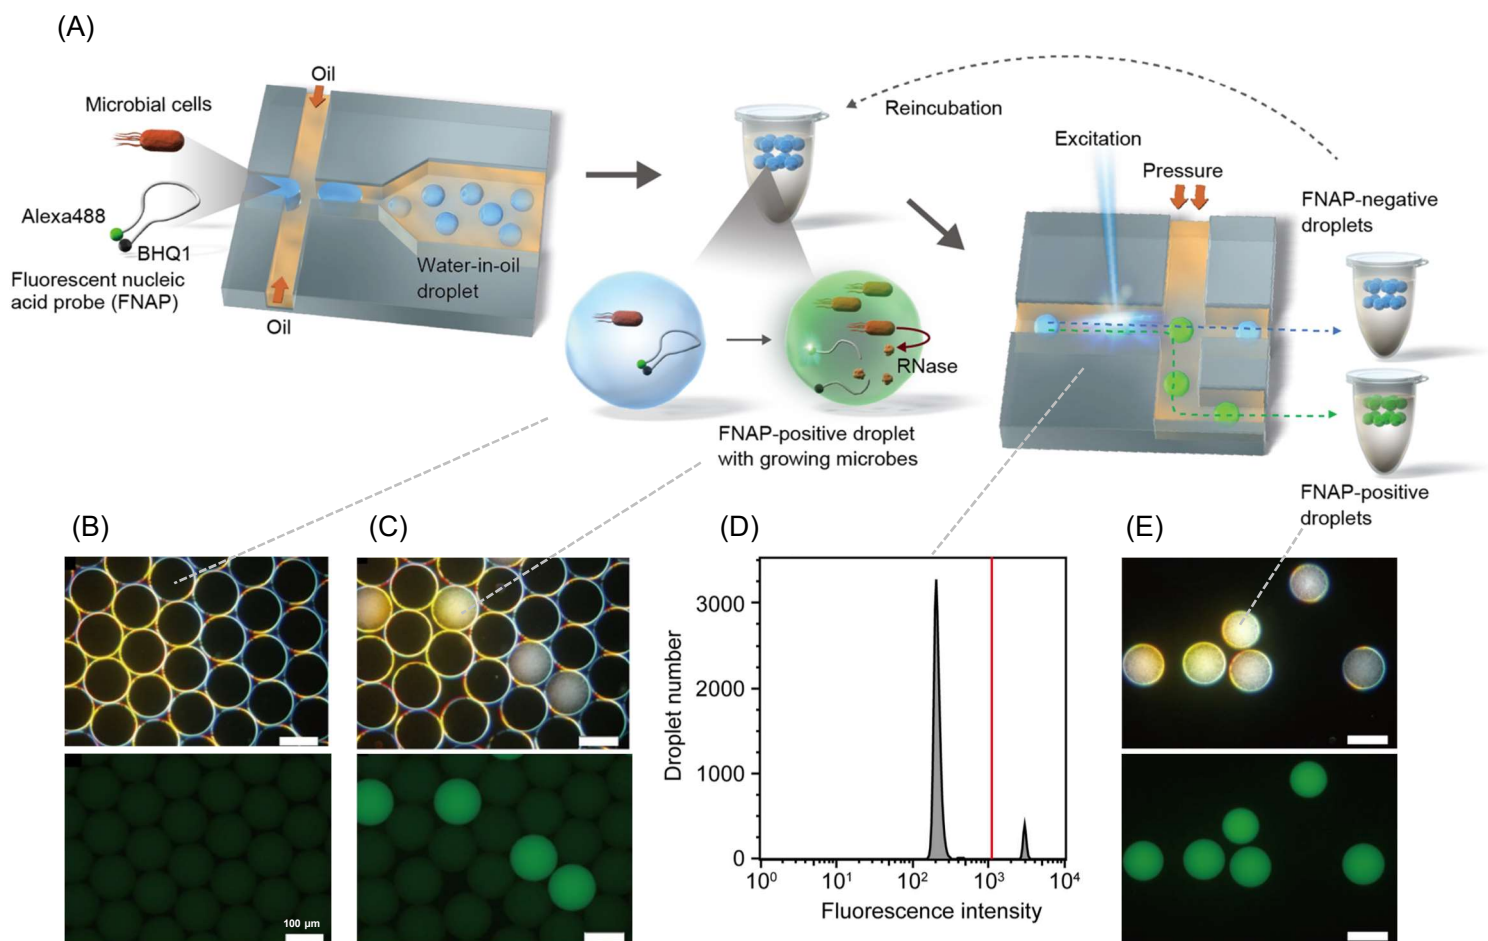 (A)
Oil
Microbial cells
Alexa488
BHQ1
Fluorescent nucleic
acid probe (FNAP)
Water-in-oil
droplet
Oil
Reincubation
RNase
FNAP-positive droplet
with growing microbes
Excitation
Pressure
FNAP-negative
droplets
FNAP-positive
droplets
(B)
100 μm
(C)
(D)
Droplet number
3000
2000
1000
0
10⁰
10¹
10²
10³
10⁴
Fluorescence intensity
(E)